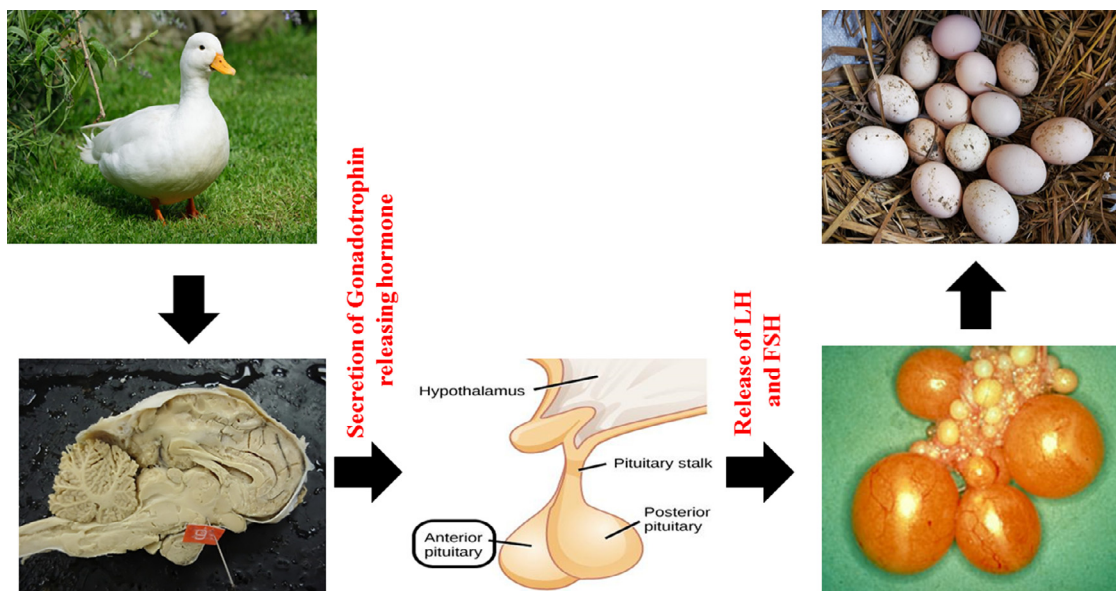 Secretion of Gonadotrophin
releasing hormone
Hypothalamus
Pituitary stalk
Anterior
pituitary
Posterior
pituitary
Release of LH
and FSH